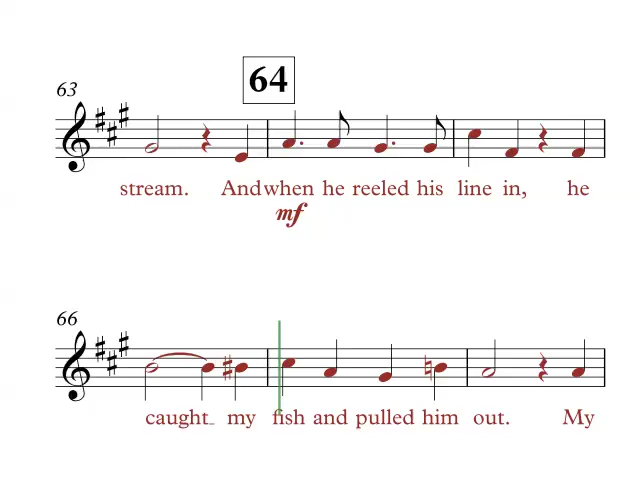 64
63
stream. And when he reeled his line in, he
mf
66
caught_ my fish and pulled him out. My